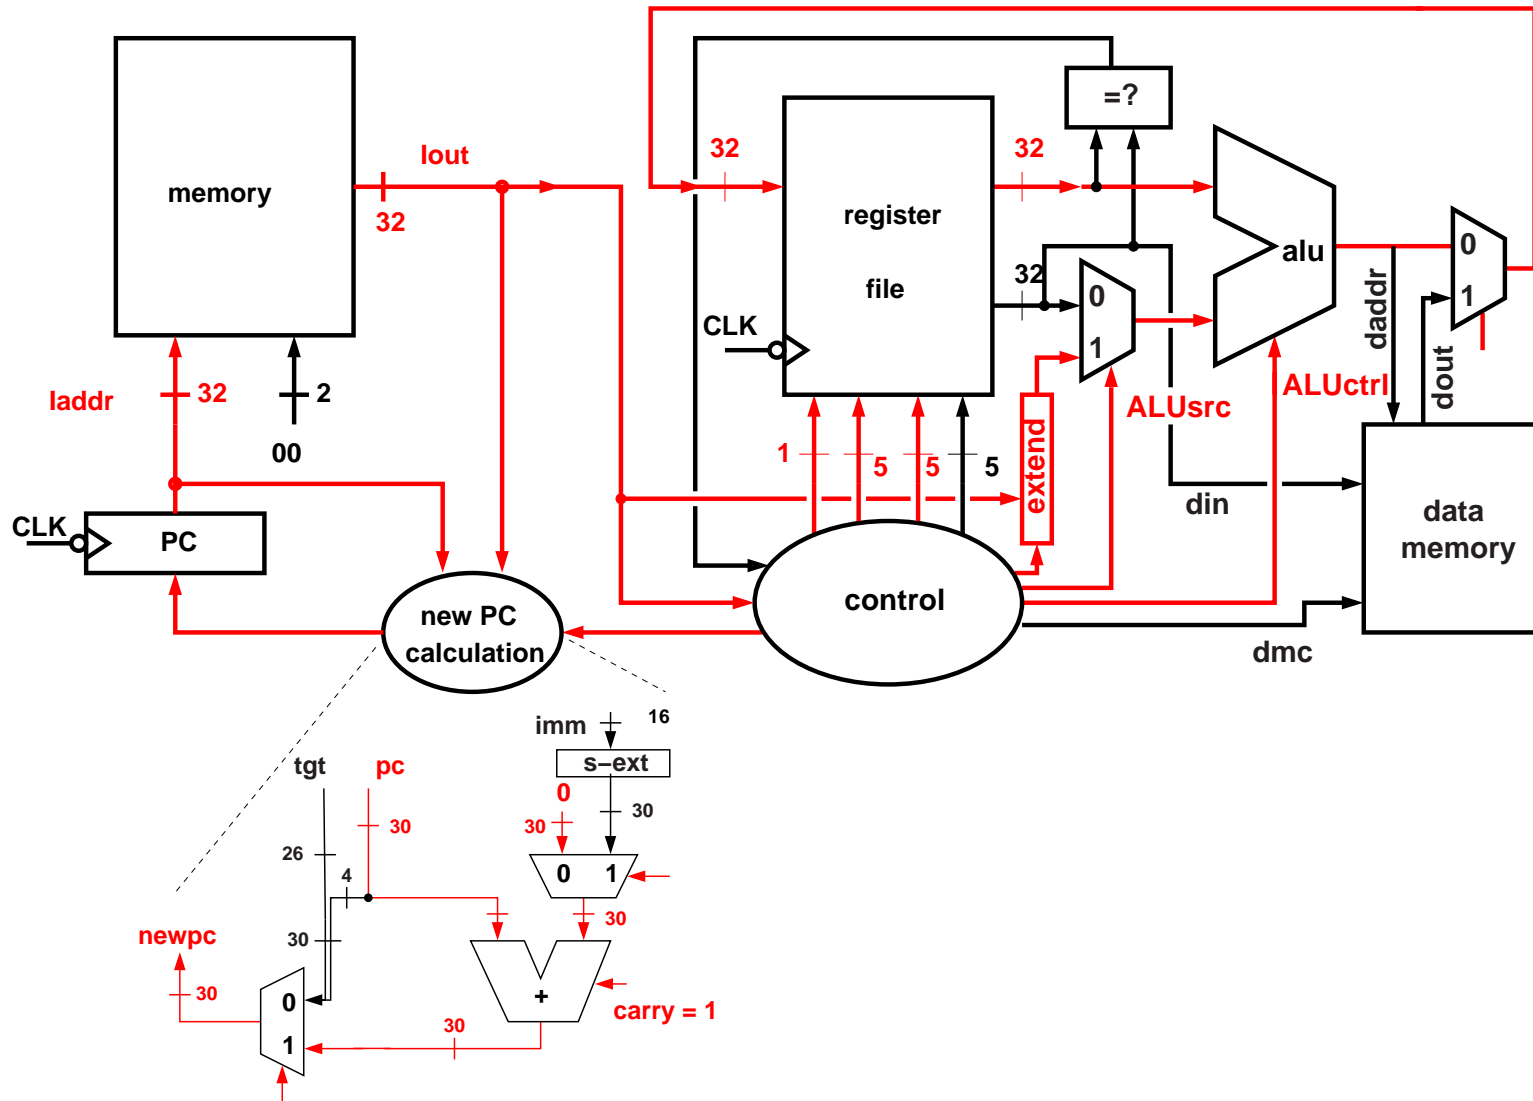 =?
Iout
32
32
0
memory
register
alu
32
daddr
1
32
0
file
CLK
dout
1
Iaddr
32
2
ALUsrc
ALUctrl
00
1
5
5
5
extend
din
data
memory
CLK
PC
control
new PC
calculation
dmc
imm
16
s-ext
tgt
pc
0
30
30
30
26
0
1
4
30
30
newpc
30
0
+
carry = 1
30
1